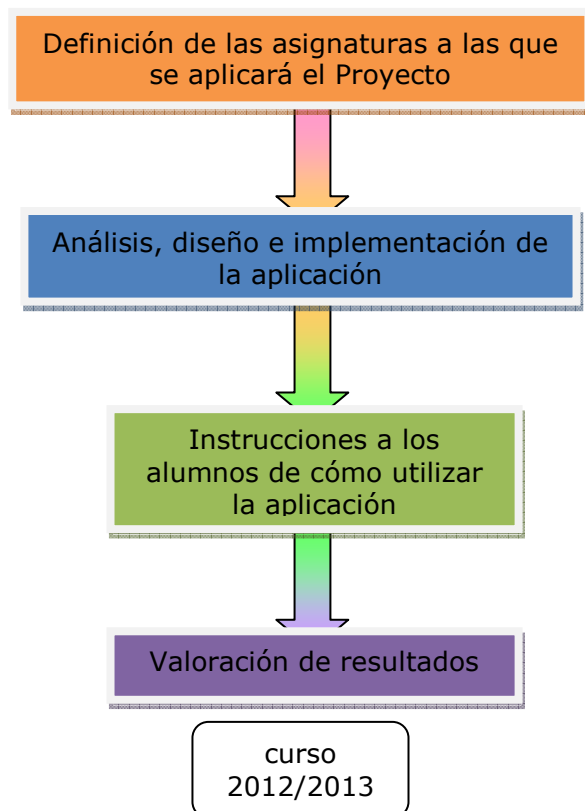 Definición de las asignaturas a las que
se aplicará el Proyecto
Análisis, diseño e implementación de
la aplicación
Instrucciones a los
alumnos de cómo utilizar
la aplicación
Valoración de resultados
curso
2012/2013